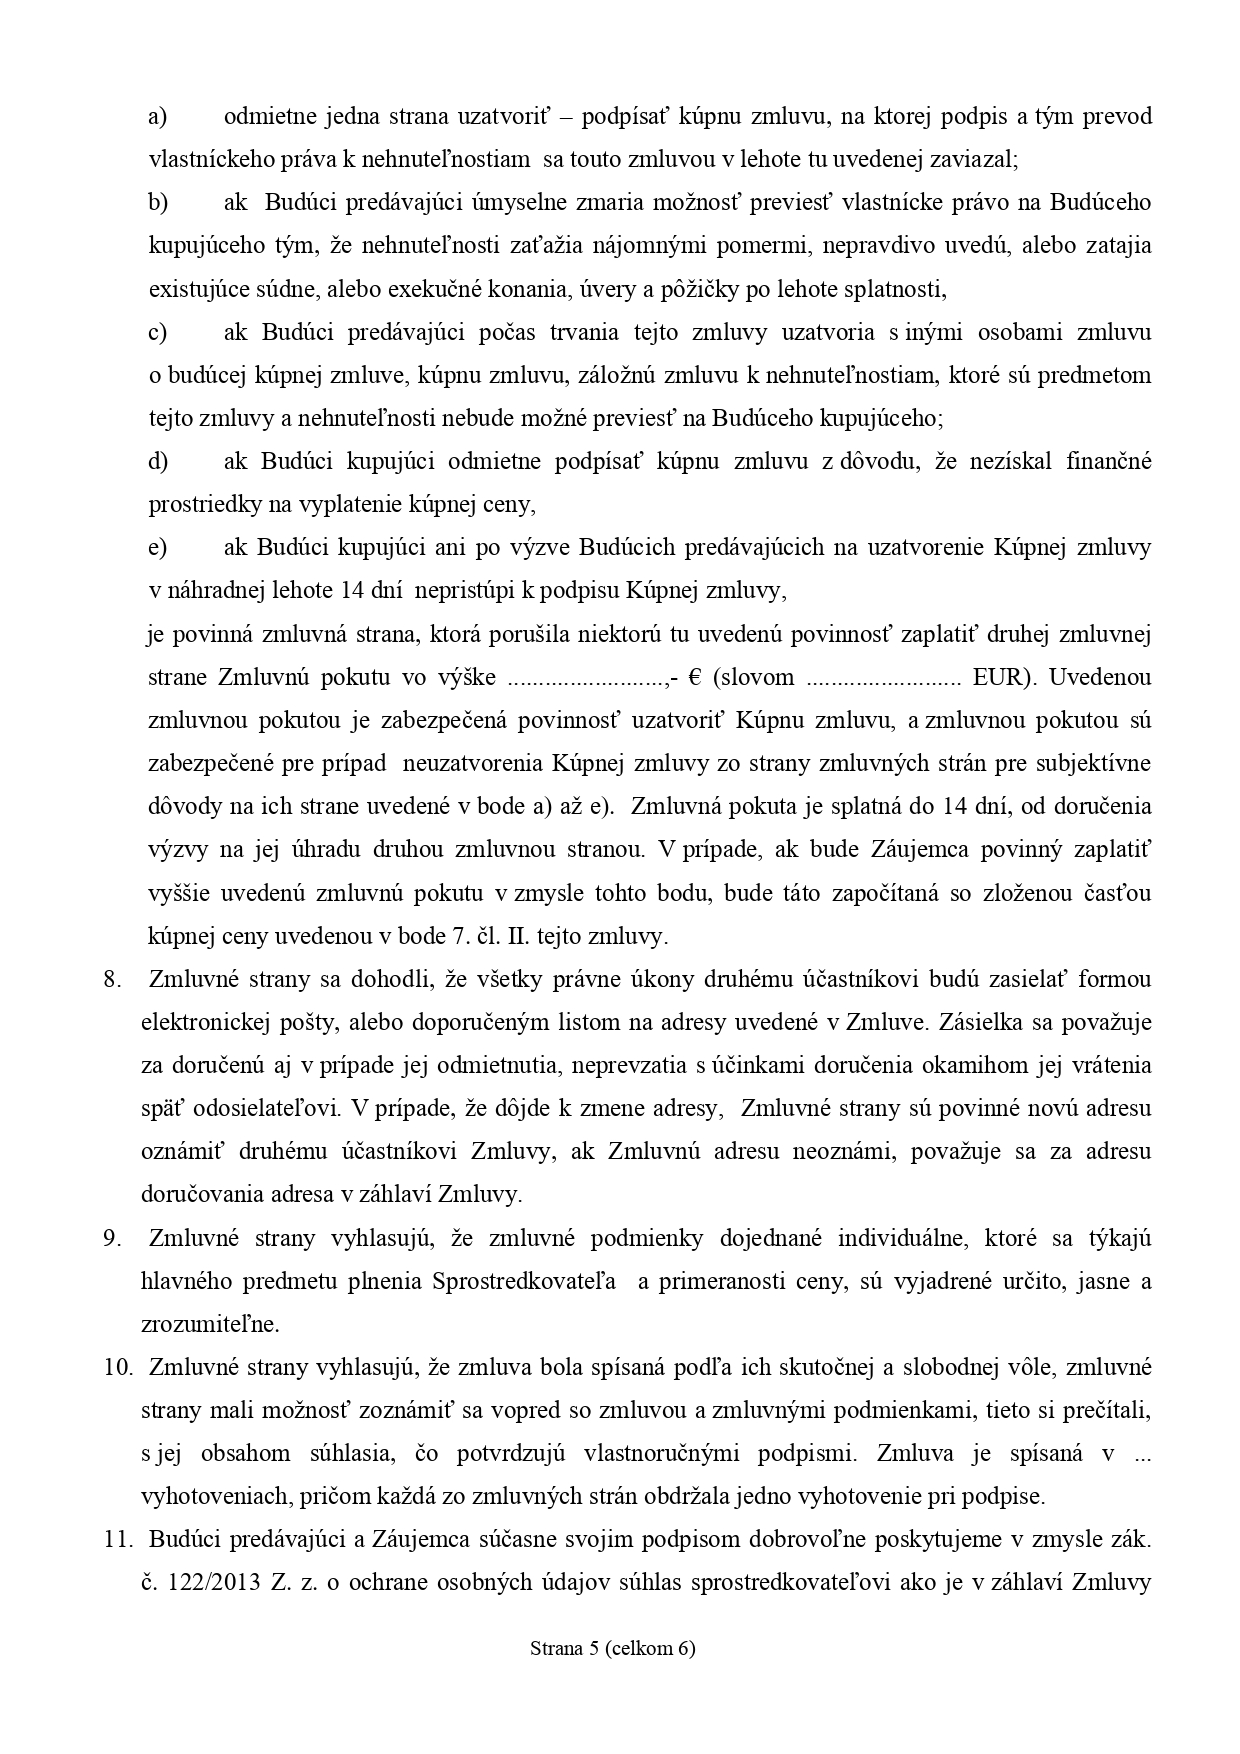 a) odmietne jedna strana uzatvoriť – podpísať kúpnu zmluvu, na ktorej podpis a tým prevod
vlastníckeho práva k nehnuteľnostiam sa touto zmluvou v lehote tu uvedenej zaviazal;
b) ak Budúci predávajúci úmyselne zmaria možnosť previesť vlastnícke právo na Budúceho
kupujúceho tým, že nehnuteľnosti zaťažia nájomnými pomermi, nepravdivo uvedú, alebo zatajia
existujúce súdne, alebo exekučné konania, úvery a pôžičky po lehote splatnosti,
c) ak Budúci predávajúci počas trvania tejto zmluvy uzatvoria s inými osobami zmluvu
o budúcej kúpnej zmluve, kúpnu zmluvu, záložnú zmluvu k nehnuteľnostiam, ktoré sú predmetom
tejto zmluvy a nehnuteľnosti nebude možné previesť na Budúceho kupujúceho;
d) ak Budúci kupujúci odmietne podpísať kúpnu zmluvu z dôvodu, že nezískal finančné
prostriedky na vyplatenie kúpnej ceny,
e) ak Budúci kupujúci ani po výzve Budúcich predávajúcich na uzatvorenie Kúpnej zmluvy
v náhradnej lehote 14 dní nepristúpi k podpisu Kúpnej zmluvy,
je povinná zmluvná strana, ktorá porušila niektorú tu uvedenú povinnosť zaplatiť druhej zmluvnej
strane Zmluvnú pokutu vo výške .........................,- € (slovom ......................... EUR). Uvedenou
zmluvnou pokutou je zabezpečená povinnosť uzatvoriť Kúpnu zmluvu, a zmluvnou pokutou sú
zabezpečené pre prípad neuzatvorenia Kúpnej zmluvy zo strany zmluvných strán pre subjektívne
dôvody na ich strane uvedené v bode a) až e). Zmluvná pokuta je splatná do 14 dní, od doručenia
výzvy na jej úhradu druhou zmluvnou stranou. V prípade, ak bude Záujemca povinný zaplatiť
vyššie uvedenú zmluvnú pokutu v zmysle tohto bodu, bude táto započítaná so zloženou časťou
kúpnej ceny uvedenou v bode 7. čl. II. tejto zmluvy.
8. Zmluvné strany sa dohodli, že všetky právne úkony druhému účastníkovi budú zasielať formou
elektronickej pošty, alebo doporučeným listom na adresy uvedené v Zmluve. Zásielka sa považuje
za doručenú aj v prípade jej odmietnutia, neprevzatia s účinkami doručenia okamihom jej vrátenia
späť odosielateľovi. V prípade, že dôjde k zmene adresy, Zmluvné strany sú povinné novú adresu
oznámiť druhému účastníkovi Zmluvy, ak Zmluvnú adresu neoznámi, považuje sa za adresu
doručovania adresa v záhlaví Zmluvy.
9. Zmluvné strany vyhlasujú, že zmluvné podmienky dojednané individuálne, ktoré sa týkajú
hlavného predmetu plnenia Sprostredkovateľa a primeranosti ceny, sú vyjadrené určito, jasne a
zrozumiteľne.
10. Zmluvné strany vyhlasujú, že zmluva bola spísaná podľa ich skutočnej a slobodnej vôle, zmluvné
strany mali možnosť zoznámiť sa vopred so zmluvou a zmluvnými podmienkami, tieto si prečítali,
s jej obsahom súhlasia, čo potvrdzujú vlastnoručnými podpismi. Zmluva je spísaná v ...
vyhotoveniach, pričom každá zo zmluvných strán obdržala jedno vyhotovenie pri podpise.
11. Budúci predávajúci a Záujemca súčasne svojim podpisom dobrovoľne poskytujeme v zmysle zák.
č. 122/2013 Z. z. o ochrane osobných údajov súhlas sprostredkovateľovi ako je v záhlaví Zmluvy
Strana 5 (celkom 6)